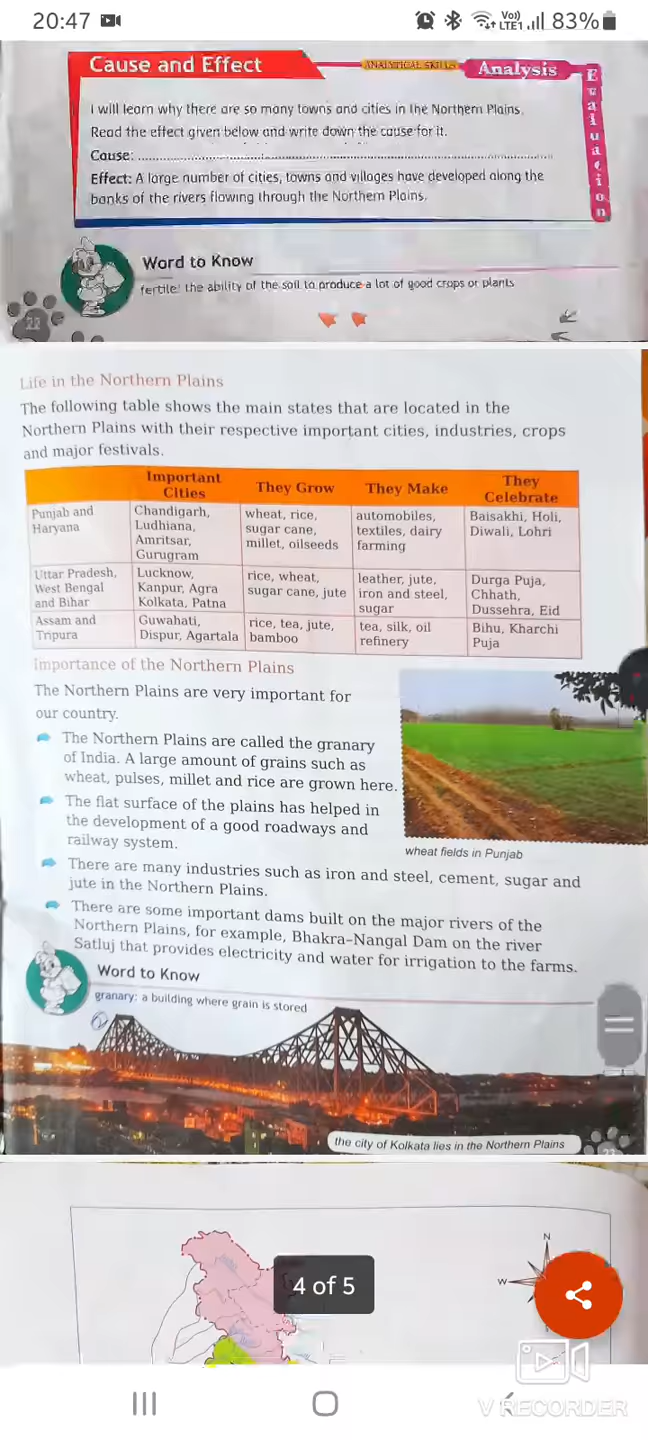 20:47
Vo)) LTE1 83%
Cause and Effect
ANALYTICAL SKILLS
Analysis
Evaluation
I will learn why there are so many towns and cities in the Northern Plains.
Read the effect given below and write down the cause for it.
Cause:
Effect: A large number of cities, towns and villages have developed along the
banks of the rivers flowing through the Northern Plains.
Word to Know
fertile: the ability of the soil to produce a lot of good crops or plants
22
Life in the Northern Plains
The following table shows the main states that are located in the
Northern Plains with their respective important cities, industries, crops
and major festivals.
Important Cities They Grow They Make They Celebrate
Punjab and Haryana
Chandigarh, Ludhiana, Amritsar, Gurugram
wheat, rice, sugar cane, millet, oilseeds
automobiles, textiles, dairy farming
Baisakhi, Holi, Diwali, Lohri
Uttar Pradesh, West Bengal and Bihar
Lucknow, Kanpur, Agra Kolkata, Patna
rice, wheat, sugar cane, jute
leather, jute, iron and steel, sugar
Durga Puja, Chhath, Dussehra, Eid
Assam and Tripura
Guwahati, Dispur, Agartala
rice, tea, jute, bamboo
tea, silk, oil refinery
Bihu, Kharchi Puja
Importance of the Northern Plains
The Northern Plains are very important for
our country.
The Northern Plains are called the granary
of India. A large amount of grains such as
wheat, pulses, millet and rice are grown here.
The flat surface of the plains has helped in
the development of a good roadways and
railway system.
wheat fields in Punjab
There are many industries such as iron and steel, cement, sugar and
jute in the Northern Plains.
There are some important dams built on the major rivers of the
Northern Plains, for example, Bhakra–Nangal Dam on the river
Satluj that provides electricity and water for irrigation to the farms.
Word to Know
granary: a building where grain is stored
the city of Kolkata lies in the Northern Plains
23
4 of 5
N
W
V RECORDER